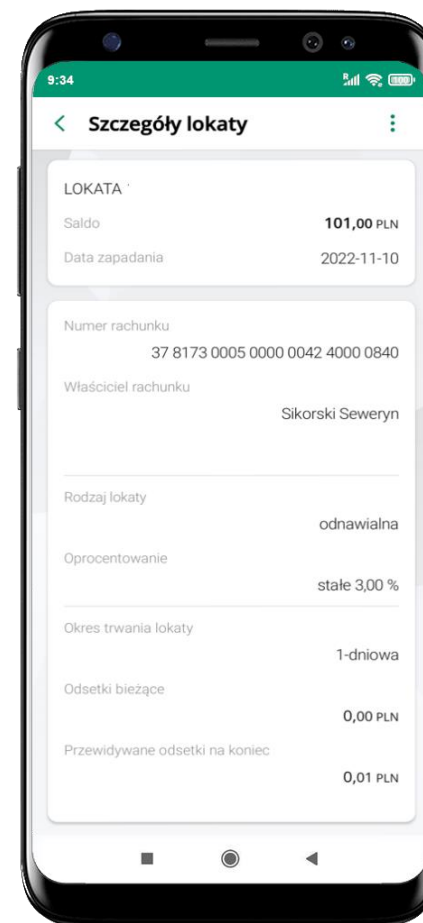 9:34
Szczegóły lokaty
LOKATA
Saldo
101,00 PLN
Data zapadania
2022-11-10
Numer rachunku
37 8173 0005 0000 0042 4000 0840
Właściciel rachunku
Sikorski Seweryn
Rodzaj lokaty
odnawialna
Oprocentowanie
stałe 3,00 %
Okres trwania lokaty
1-dniowa
Odsetki bieżące
0,00 PLN
Przewidywane odsetki na koniec
0,01 PLN